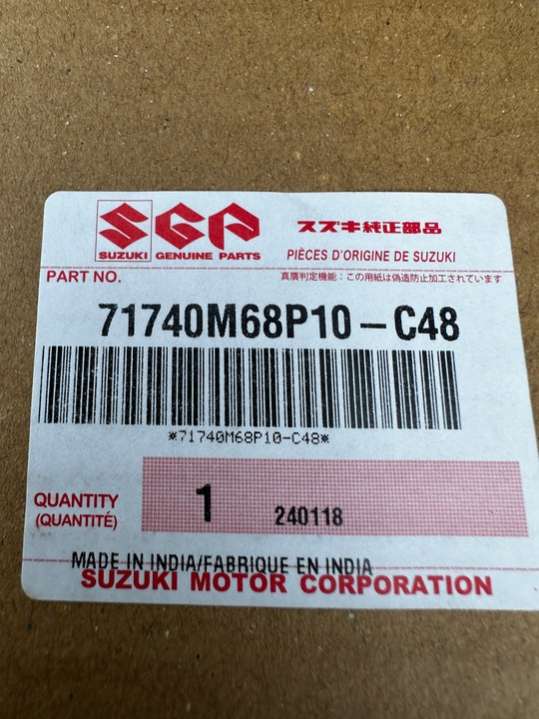 SGP
スズキ純正部品
SUZUKI GENUINE PARTS
PIÈCES D'ORIGINE DE SUZUKI
PART NO.
真贋判定機能：この用紙は偽造防止加工されています
71740M68P10-C48
*71740M68P10-C48*
QUANTITY
(QUANTITÉ)
1
240118
MADE IN INDIA/FABRIQUE EN INDIA
SUZUKI MOTOR CORPORATION